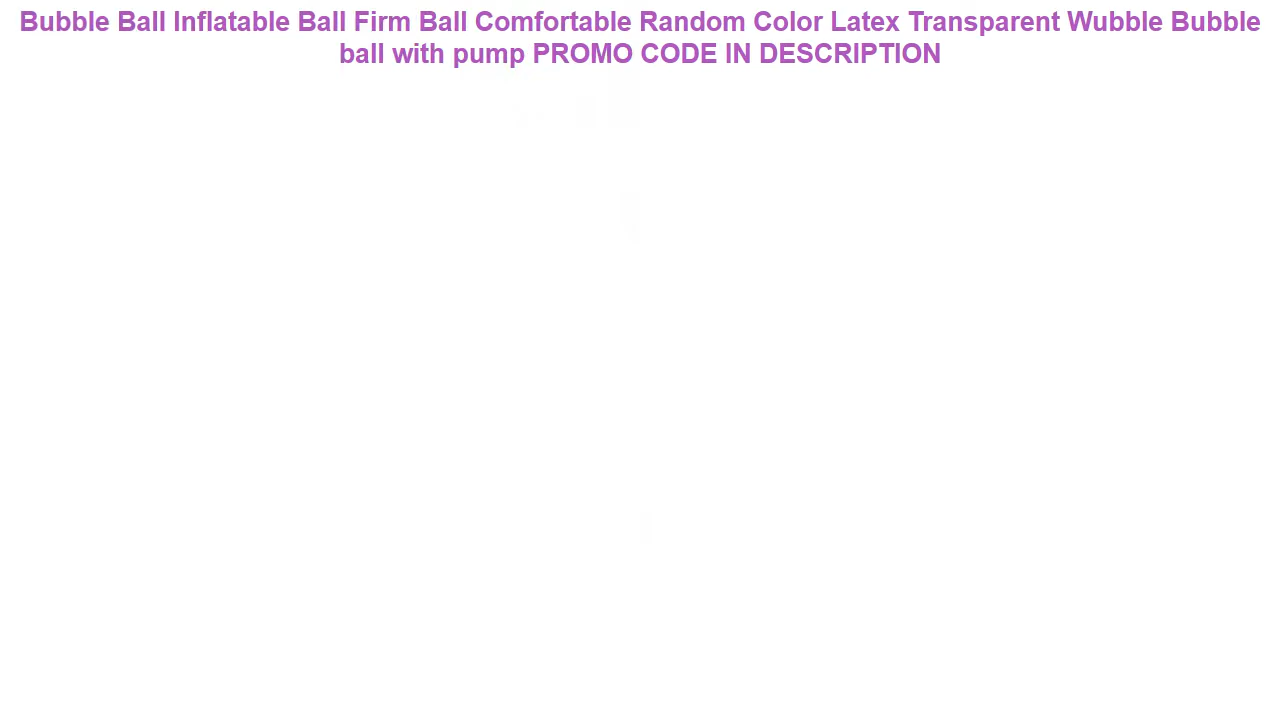 Bubble Ball Inflatable Ball Firm Ball Comfortable Random Color Latex Transparent Wubble Bubble
ball with pump PROMO CODE IN DESCRIPTION